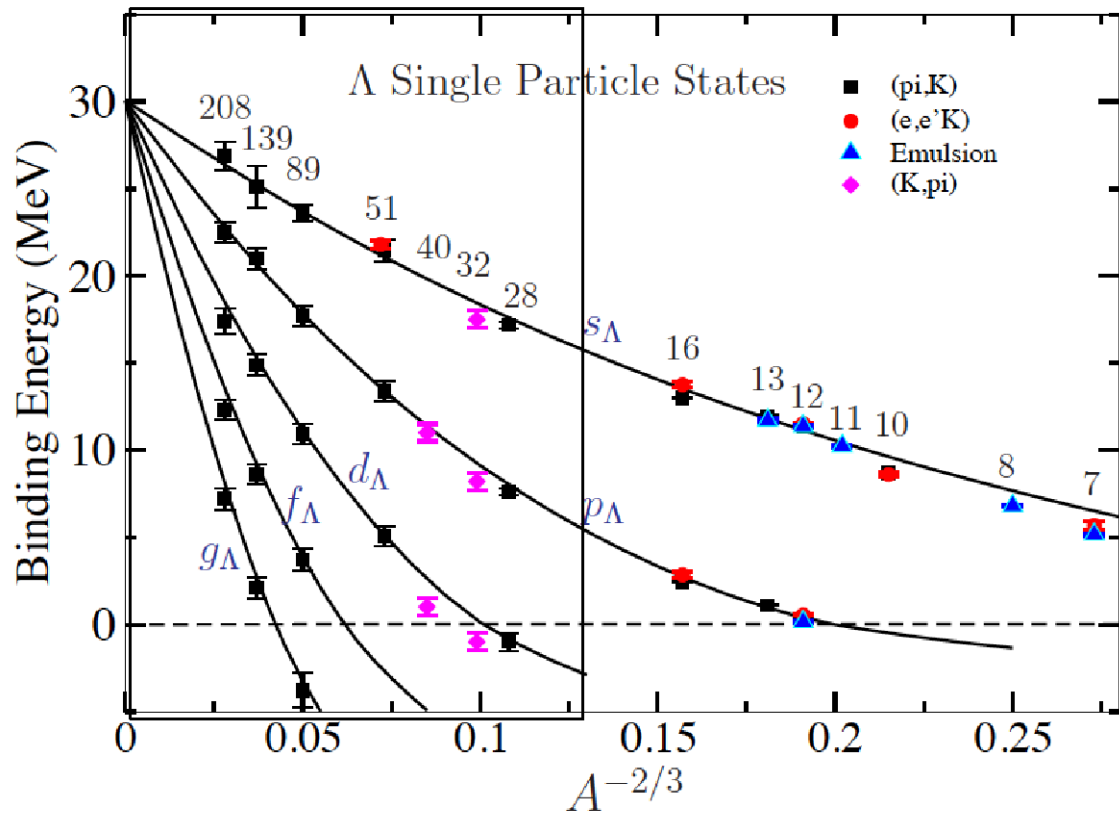 Λ Single Particle States
(pi,K)
(e,e'K)
Emulsion
(K,pi)
Binding Energy (MeV)
30
20
10
0
208
139
89
51
40
32
28
16
13
12
11
10
8
7
sΛ
pΛ
dΛ
fΛ
gΛ
0
0.05
0.1
0.15
0.2
0.25
A^{-2/3}